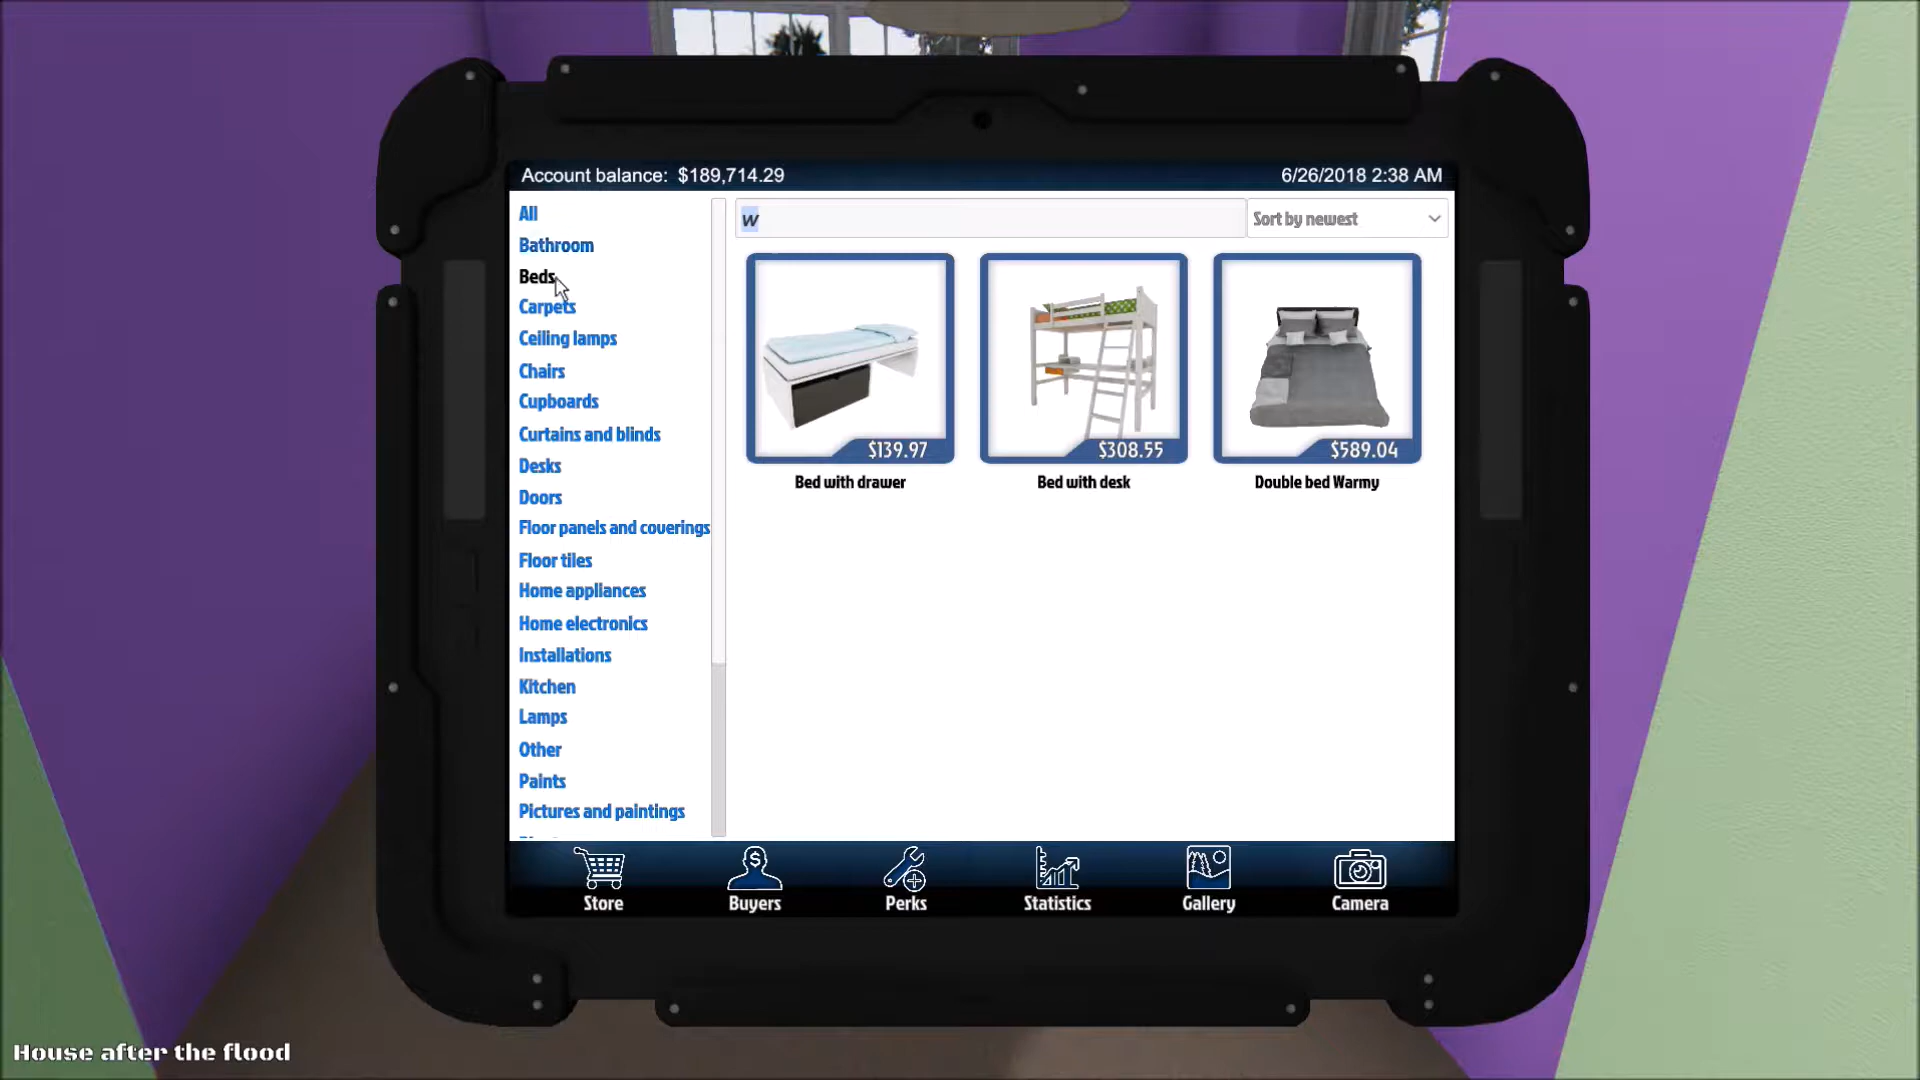 Account balance: $189,714.29
6/26/2018 2:38 AM
All
Bathroom
Beds
Carpets
Ceiling lamps
Chairs
Cupboards
Curtains and blinds
Desks
Doors
Floor panels and coverings
Floor tiles
Home appliances
Home electronics
Installations
Kitchen
Lamps
Other
Paints
Pictures and paintings
w
Sort by newest
$139.97
Bed with drawer
$308.55
Bed with desk
$589.04
Double bed Warmy
Store
Buyers
Perks
Statistics
Gallery
Camera
House after the flood